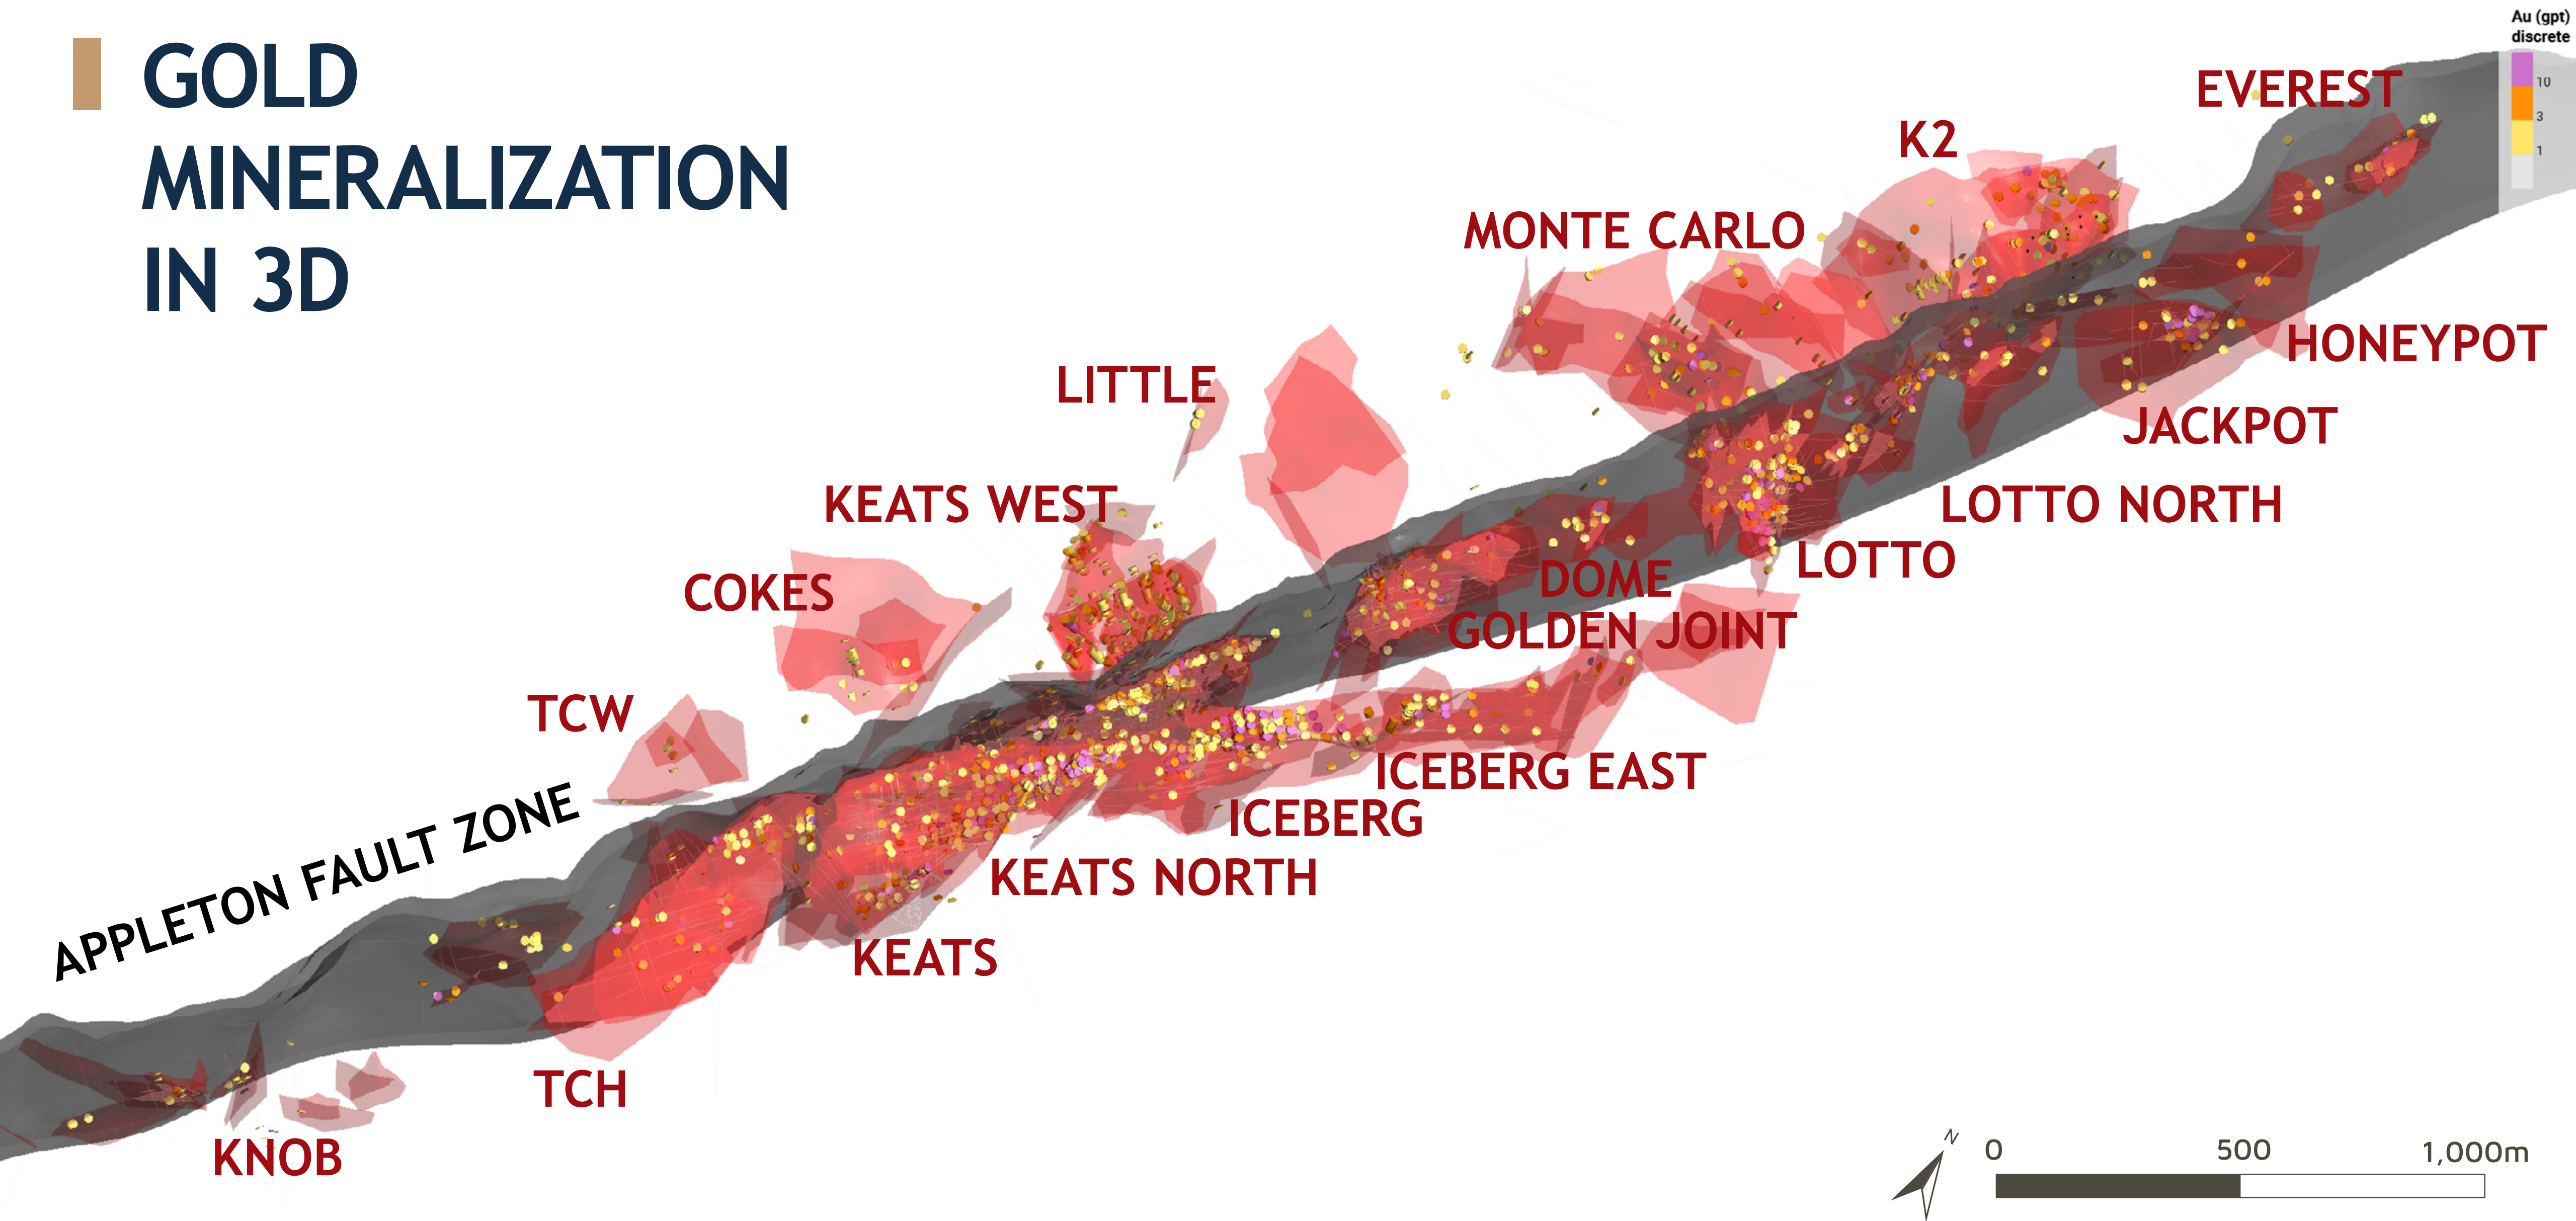 GOLD
MINERALIZATION
IN 3D
Au (gpt)
discrete
10
3
1
EVEREST
K2
MONTE CARLO
HONEYPOT
LITTLE
JACKPOT
KEATS WEST
LOTTO NORTH
LOTTO
COKES
DOME
GOLDEN JOINT
TCW
ICEBERG EAST
ICEBERG
APPLETON FAULT ZONE
KEATS NORTH
KEATS
TCH
KNOB
N
0 500 1,000m